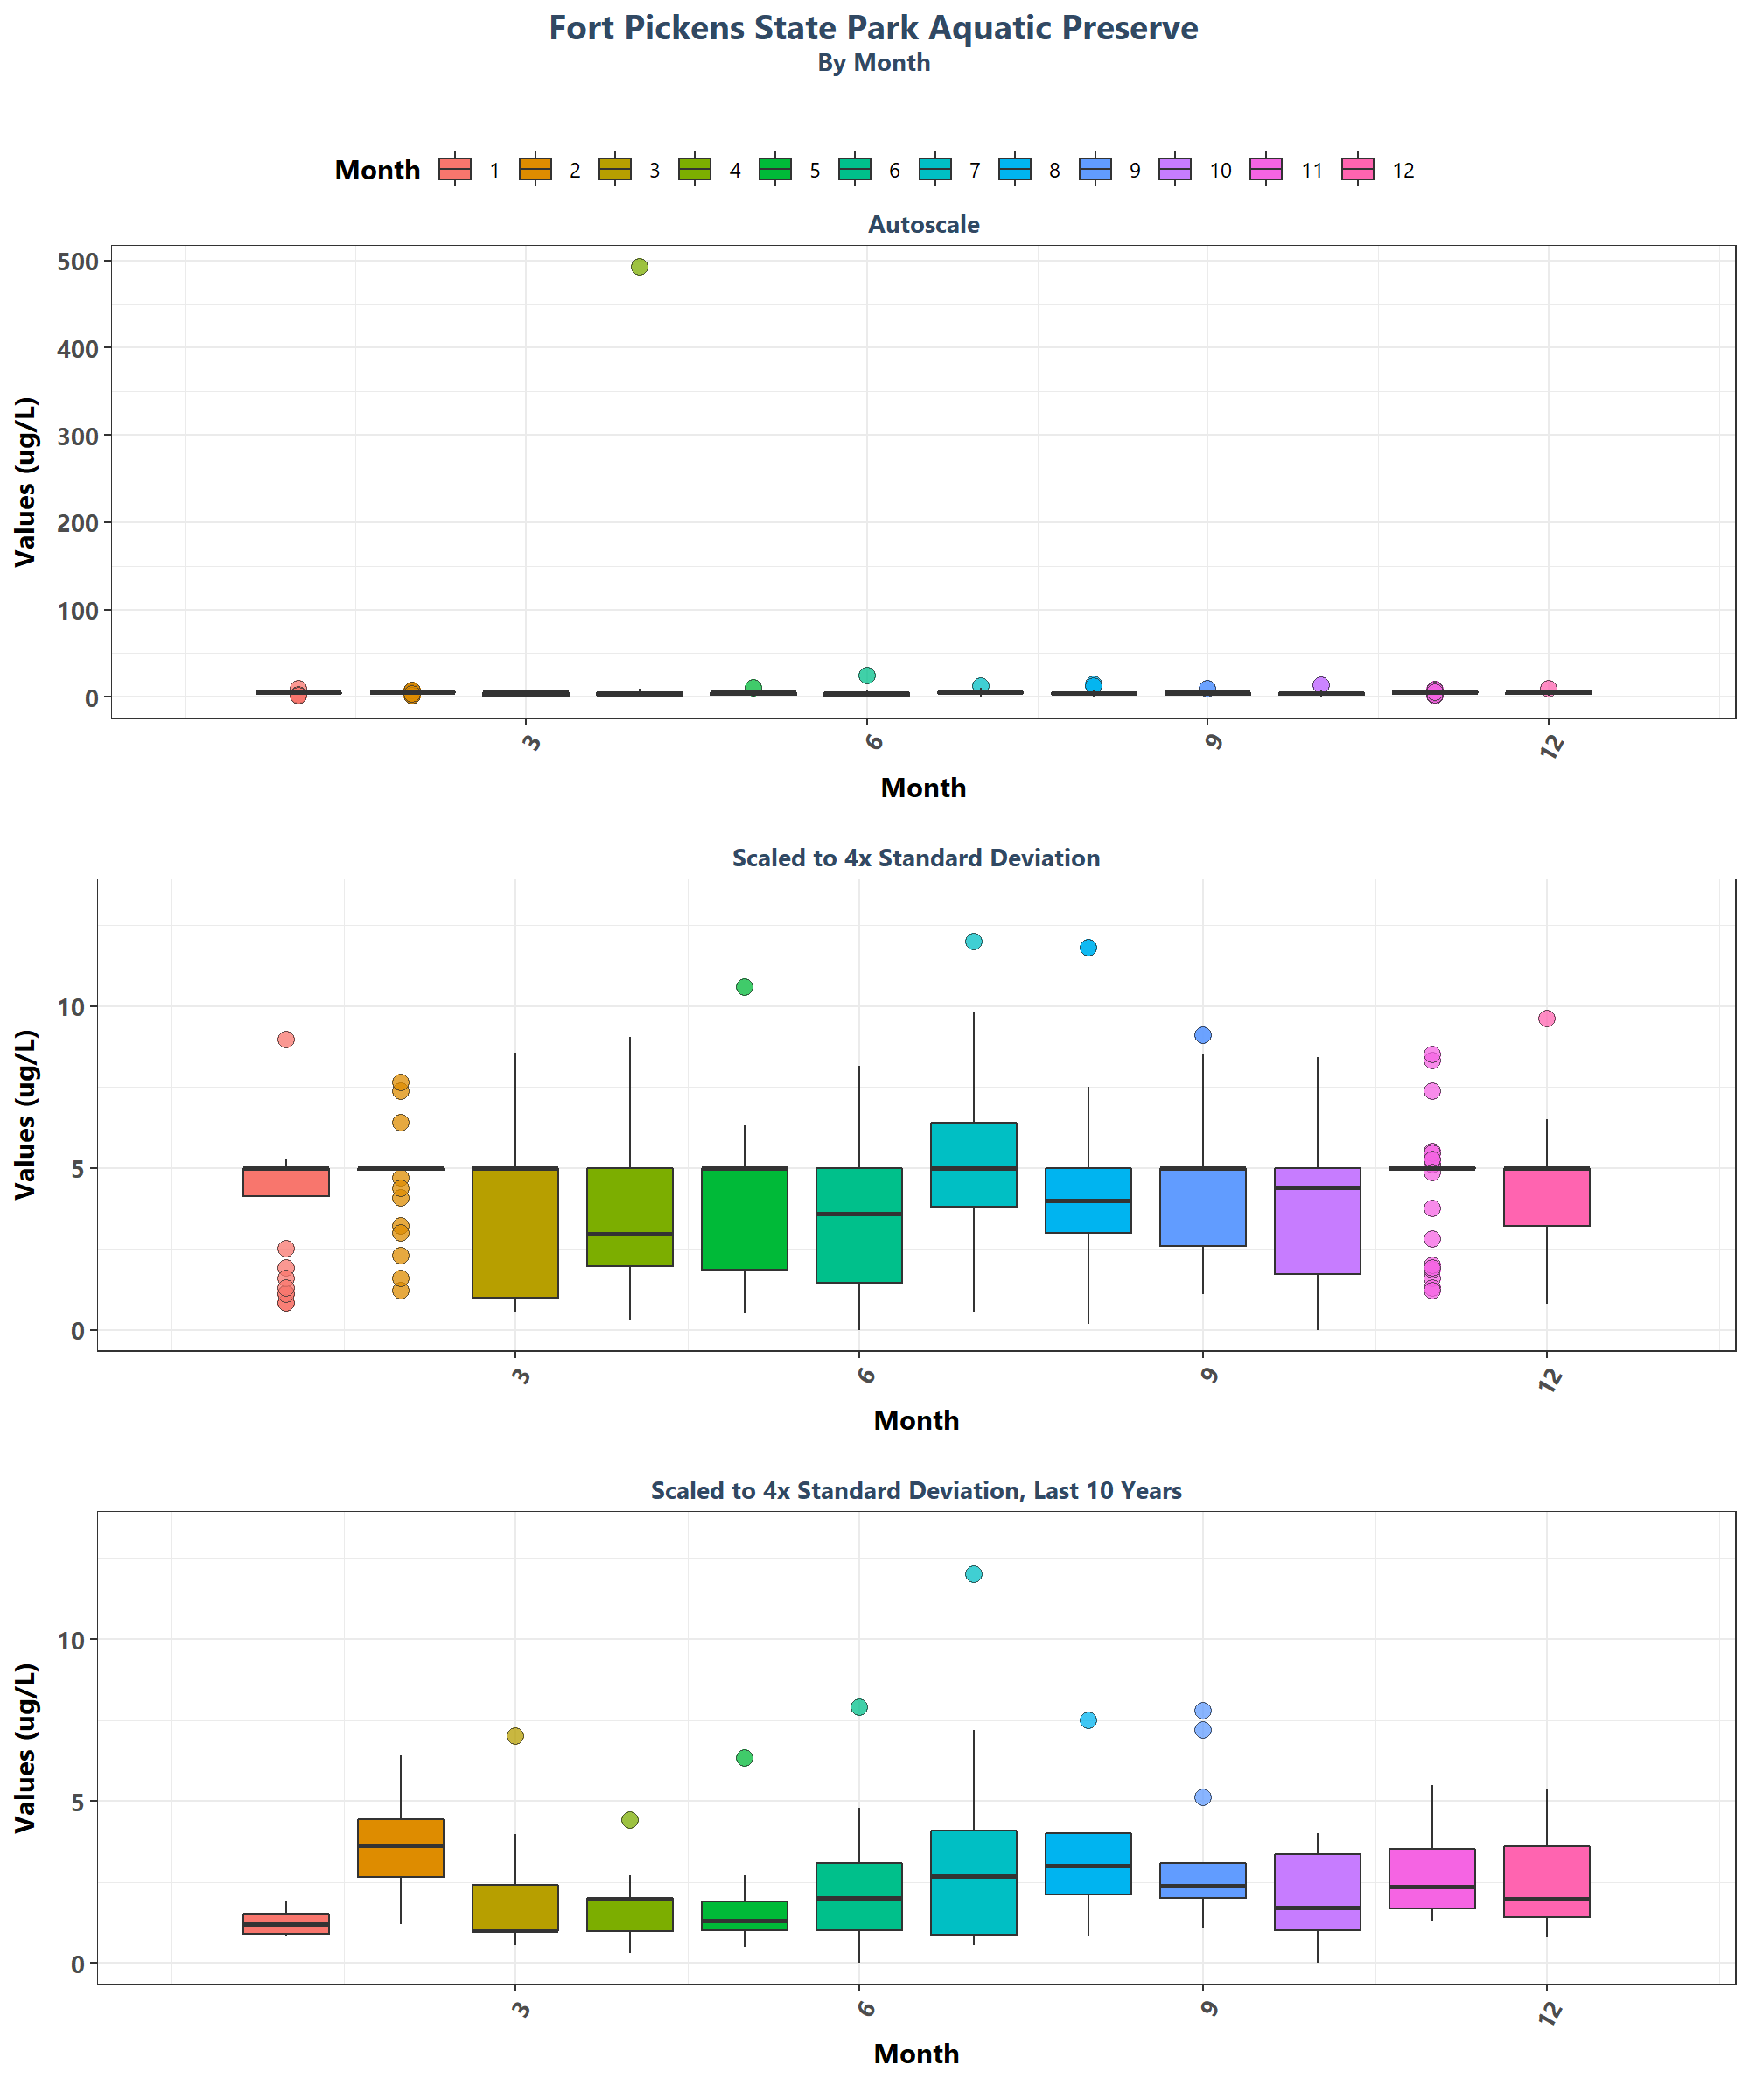 Fort Pickens State Park Aquatic Preserve
By Month
Month 1 2 3 4 5 6 7 8 9 10 11 12
Autoscale
Values (ug/L)
500
400
300
200
100
0
3 6 9 12
Month
Scaled to 4x Standard Deviation
Values (ug/L)
10
5
0
3 6 9 12
Month
Scaled to 4x Standard Deviation, Last 10 Years
Values (ug/L)
10
5
0
3 6 9 12
Month